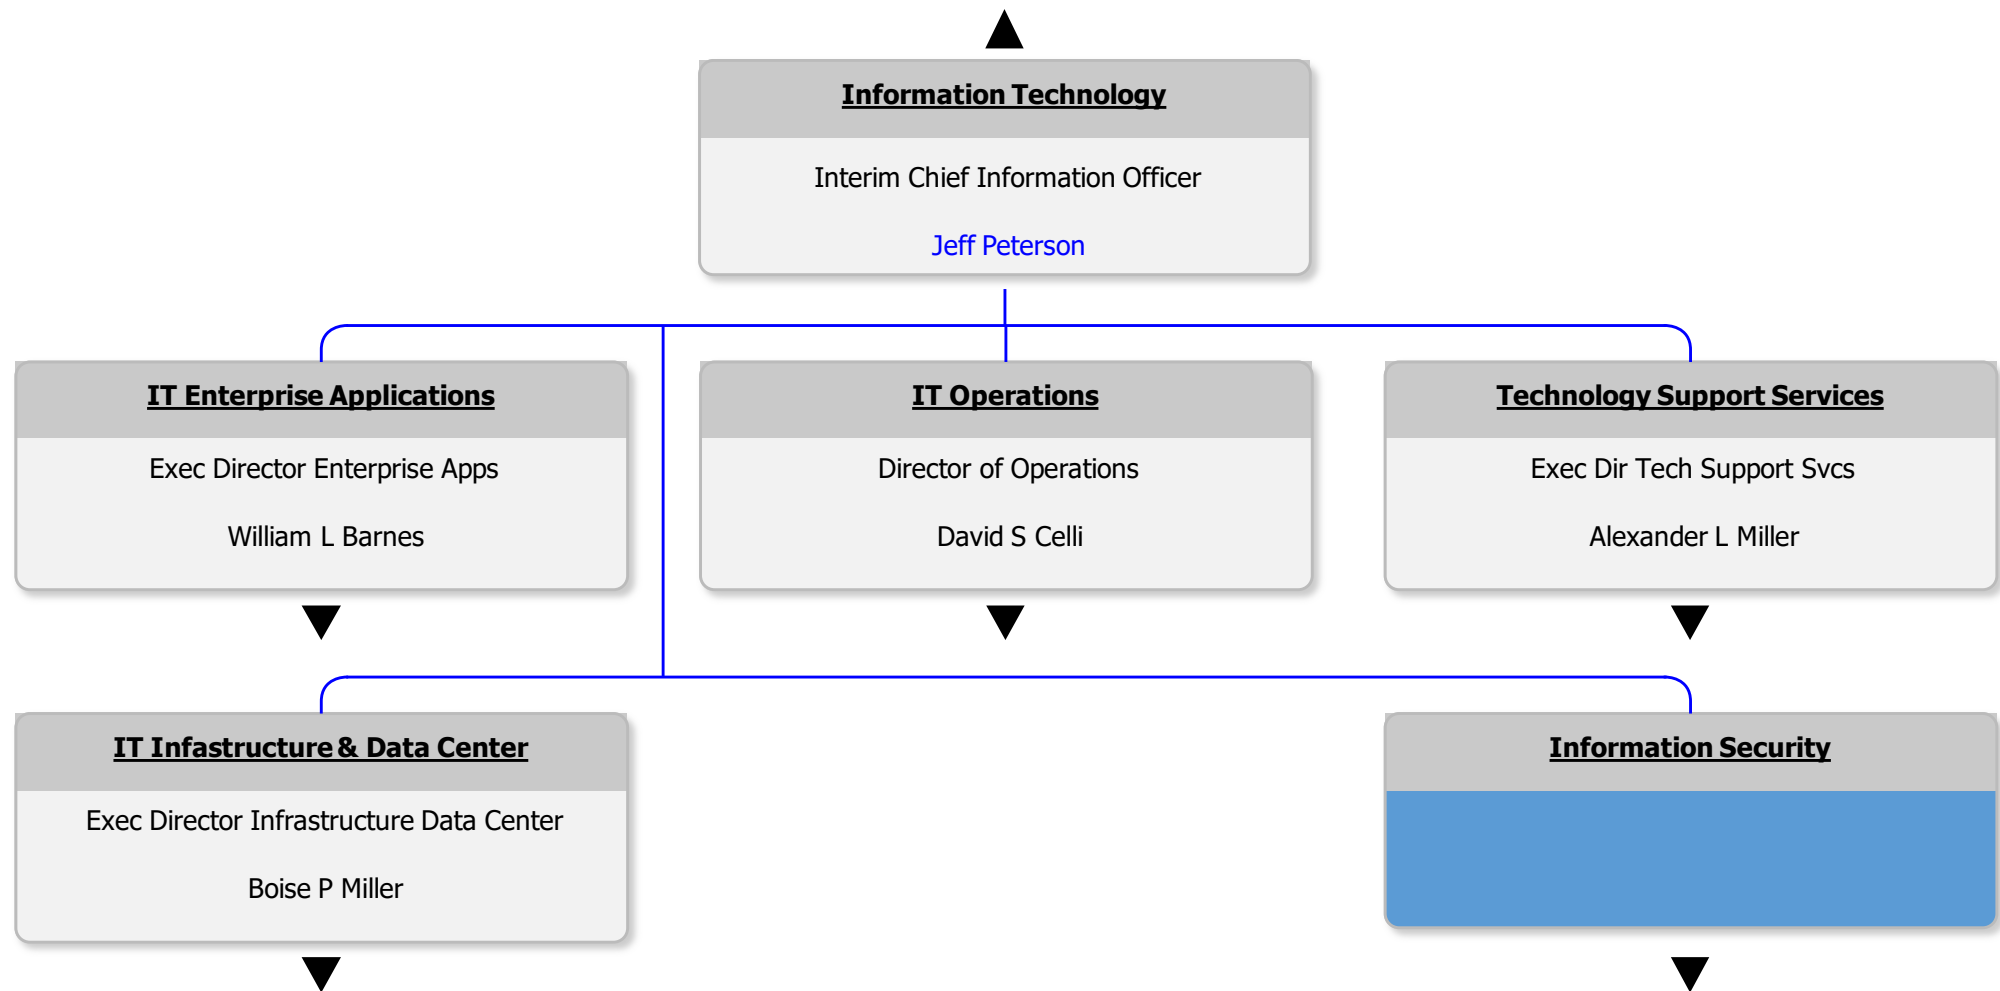 Information Technology
Interim Chief Information Officer
Jeff Peterson
IT Enterprise Applications
Exec Director Enterprise Apps
William L Barnes
IT Operations
Director of Operations
David S Celli
Technology Support Services
Exec Dir Tech Support Svcs
Alexander L Miller
IT Infastructure & Data Center
Exec Director Infrastructure Data Center
Boise P Miller
Information Security